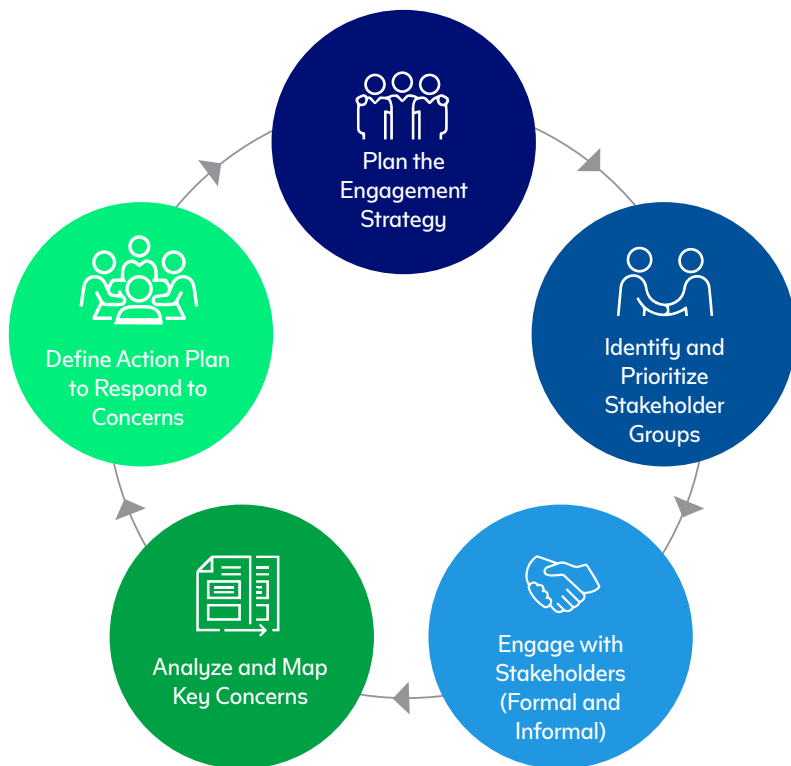 Plan the
Engagement
Strategy
Identify and
Prioritize
Stakeholder
Groups
Engage with
Stakeholders
(Formal and
Informal)
Analyze and Map
Key Concerns
Define Action Plan
to Respond to
Concerns